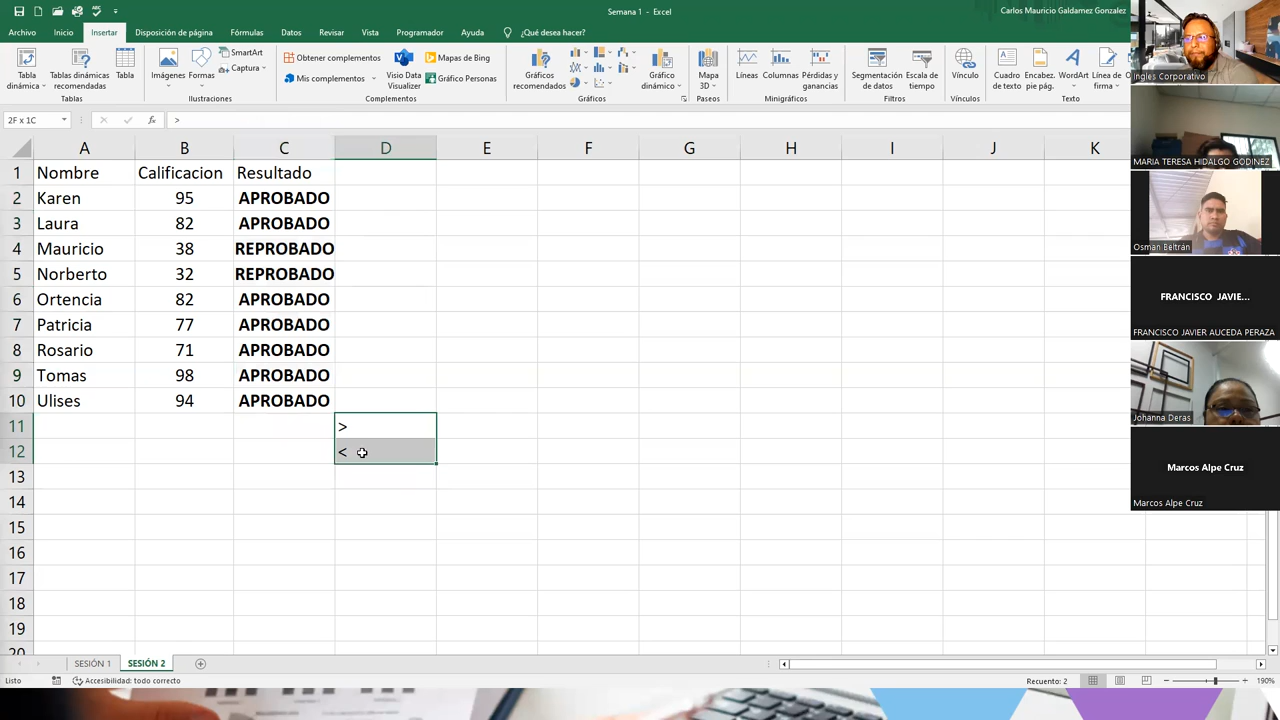 Semana 1 - Excel
Carlos Mauricio Galdamez Gonzalez
Archivo Inicio Insertar Disposición de página Fórmulas Datos Revisar Vista Programador Ayuda ¿Qué desea hacer?
Tabla dinámica
Tablas dinámicas recomendadas
Tabla
Tablas
Imágenes
Formas
SmartArt
Captura
Ilustraciones
Obtener complementos
Mis complementos
Visio Data Visualizer
Mapas de Bing
Gráfico Personas
Complementos
Gráficos recomendados
Gráfico dinámico
Gráficos
Mapa 3D
Paseos
Líneas
Columnas
Pérdidas y ganancias
Minigráficos
Segmentación de datos
Escala de tiempo
Filtros
Vínculo
Vínculos
Cuadro de texto
Encabez. pie pág.
WordArt
Línea de firma
Texto
2F x 1C fx >
A B C D E F G H I J K
1 Nombre Calificacion Resultado
2 Karen 95 APROBADO
3 Laura 82 APROBADO
4 Mauricio 38 REPROBADO
5 Norberto 32 REPROBADO
6 Ortencia 82 APROBADO
7 Patricia 77 APROBADO
8 Rosario 71 APROBADO
9 Tomas 98 APROBADO
10 Ulises 94 APROBADO
11 >
12 <
13
14
15
16
17
18
19
20
SESIÓN 1 SESIÓN 2
Listo Accesibilidad: todo correcto Recuento: 2 190%
Ingles Corporativo
MARIA TERESA HIDALGO GODINEZ
Osman Beltrán
FRANCISCO JAVIE...
FRANCISCO JAVIER AUCEDA PERAZA
Johanna Deras
Marcos Alpe Cruz
Marcos Alpe Cruz